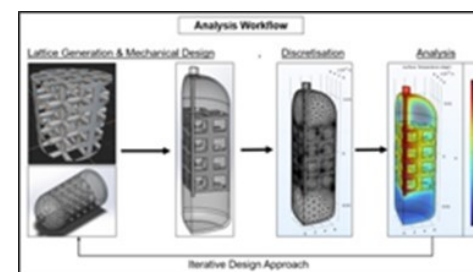 Analysis Workflow
Lattice Generation & Mechanical Design
Discretisation
Analysis
Iterative Design Approach